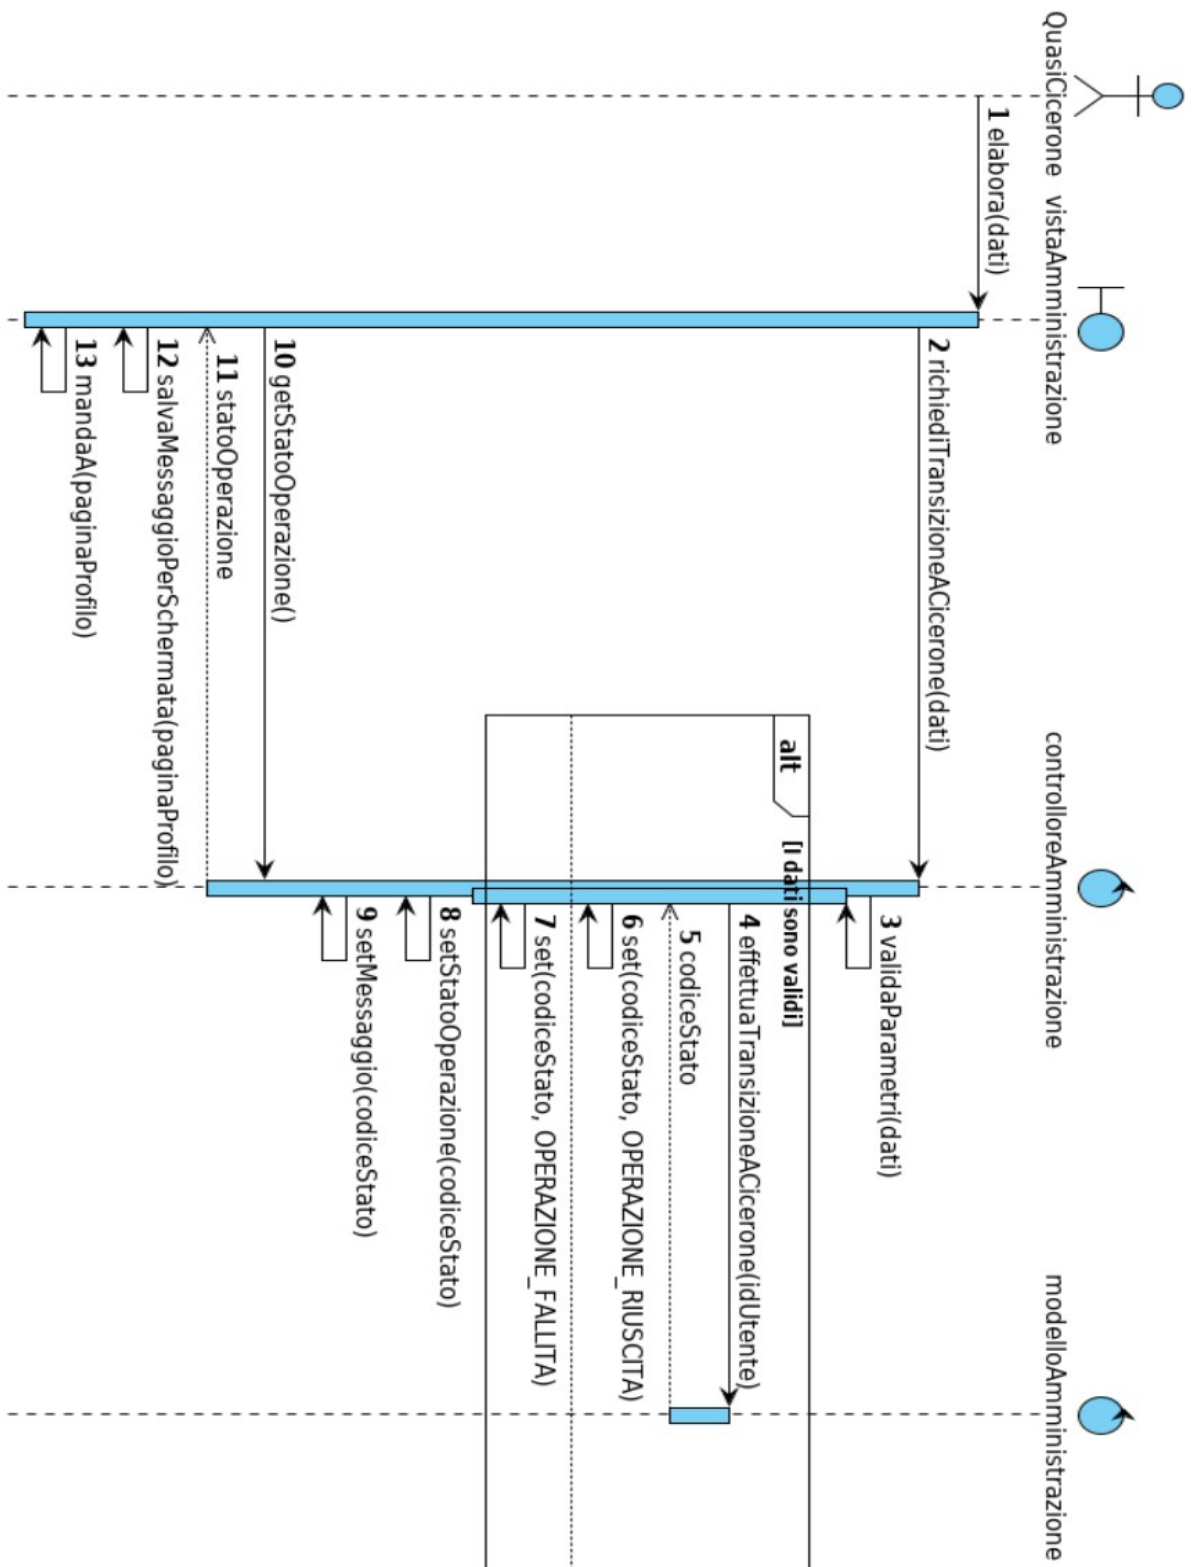 QuasiCicerone
vistaAmministrazione
controlloreAmministrazione
modelloAmministrazione
1 elabora(dati)
2 richiediTransizioneACicerone(dati)
3 validaParametri(dati)
alt
[I dati sono validi]
4 effettuaTransizioneACicerone(idUtente)
5 codiceStato
6 set(codiceStato, OPERAZIONE_RIUSCITA)
7 set(codiceStato, OPERAZIONE_FALLITA)
8 setStatoOperazione(codiceStato)
9 setMessaggio(codiceStato)
10 getStatoOperazione()
11 statoOperazione
12 salvaMessaggioPerSchermata(paginaProfilo)
13 mandaA(paginaProfilo)